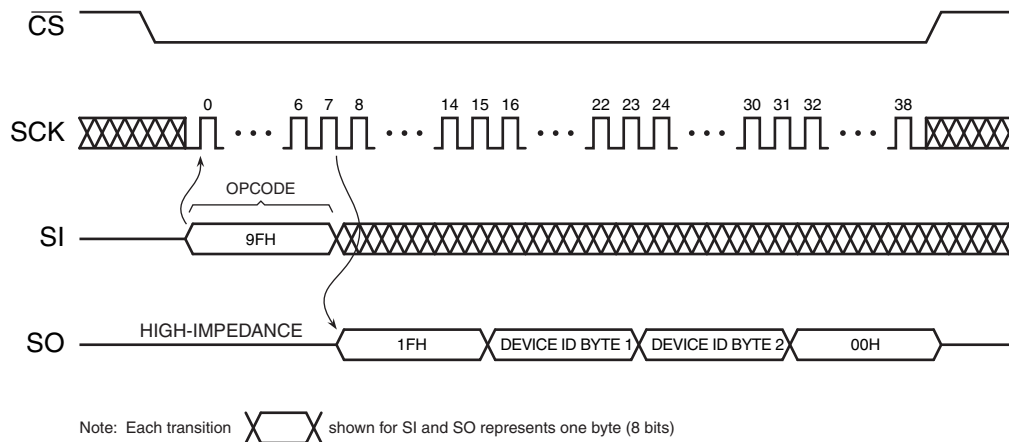 CS
SCK
0 6 7 8 14 15 16 22 23 24 30 31 32 38
OPCODE
SI
9FH
HIGH-IMPEDANCE
SO
1FH DEVICE ID BYTE 1 DEVICE ID BYTE 2 00H
Note: Each transition shown for SI and SO represents one byte (8 bits)